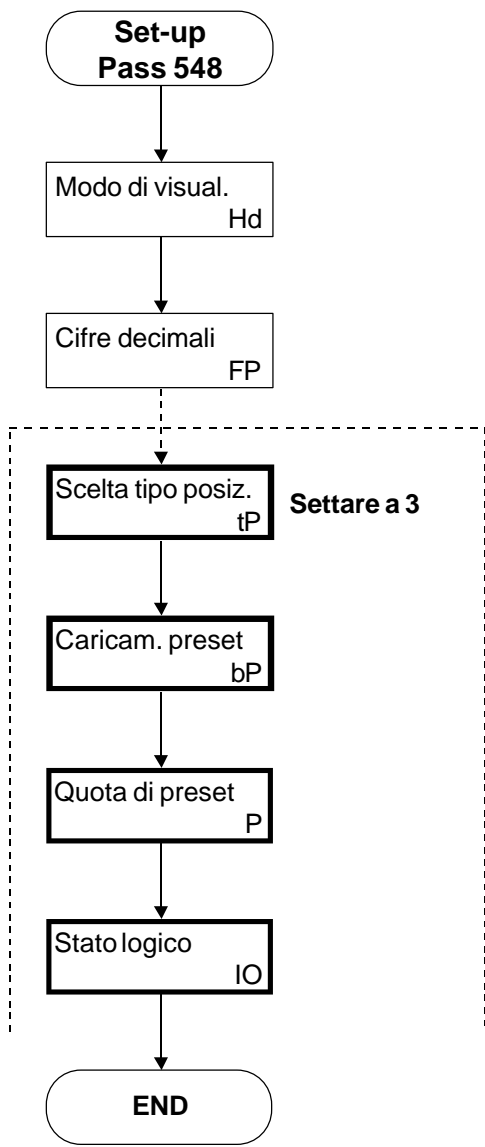 Set-up
Pass 548
Modo di visual.
Hd
Cifre decimali
FP
Scelta tipo posiz.
tP
Settare a 3
Caricam. preset
bP
Quota di preset
P
Stato logico
IO
END